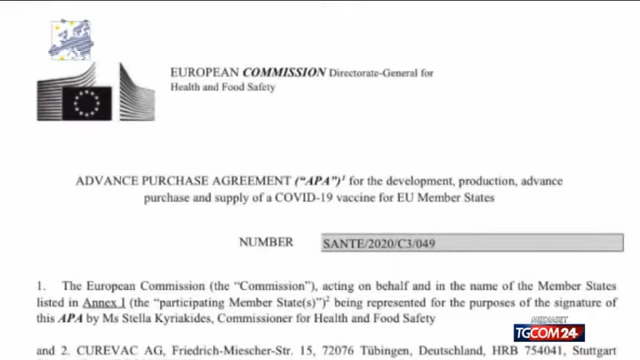 EUROPEAN COMMISSION Directorate-General for
Health and Food Safety
ADVANCE PURCHASE AGREEMENT ("APA")1 for the development, production, advance
purchase and supply of a COVID-19 vaccine for EU Member States
NUMBER SANTE/2020/C3/049
1. The European Commission (the "Commission"), acting on behalf and in the name of the Member States
listed in Annex I (the "participating Member State(s)")2 being represented for the purposes of the signature of
this APA by Ms Stella Kyriakides, Commissioner for Health and Food Safety
MEDIASET
TGCOM24
and 2. CUREVAC AG, Friedrich-Miescher-Str. 15, 72076 Tübingen, Deutschland, HRB 754041, Stuttgart